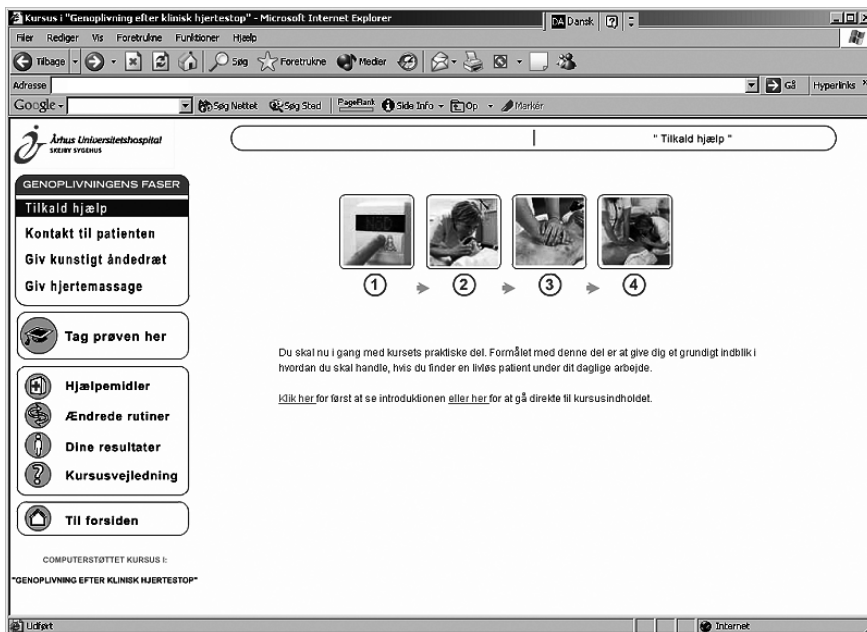 Kursus i "Genoplivning efter klinisk hjertestop" - Microsoft Internet Explorer
DA Dansk
Filer Rediger Vis Foretrukne Funktioner Hjælp
Tilbage Søg Foretrukne Medier
Adresse Gå Hyperlinks
Google Søg Nettet Søg Sted PageRank Side Info Op Markér
Århus Universitetshospital
SKEJBY SYGEHUS
" Tilkald hjælp "
GENOPLIVNINGENS FASER
Tilkald hjælp
Kontakt til patienten
Giv kunstigt åndedræt
Giv hjertemassage
1 2 3 4
Tag prøven her
Du skal nu i gang med kursets praktiske del. Formålet med denne del er at give dig et grundigt indblik i
hvordan du skal handle, hvis du finder en livløs patient under dit daglige arbejde.
Klik her for først at se introduktionen eller her for at gå direkte til kursusindholdet.
Hjælpemidler
Ændrede rutiner
Dine resultater
Kursusvejledning
Til forsiden
COMPUTERSTØTTET KURSUS I:
"GENOPLIVNING EFTER KLINISK HJERTESTOP"
Udført Internet